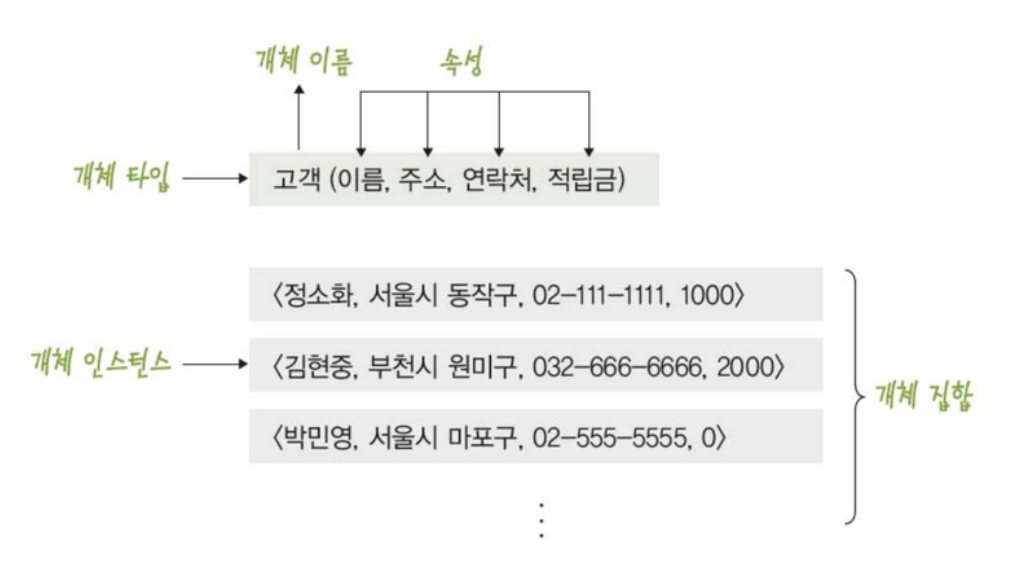 개체 이름 속성
개체 타입 고객 (이름, 주소, 연락처, 적립금)
〈정소화, 서울시 동작구, 02-111-1111, 1000〉
개체 인스턴스 〈김현중, 부천시 원미구, 032-666-6666, 2000〉
개체 집합
〈박민영, 서울시 마포구, 02-555-5555, 0〉